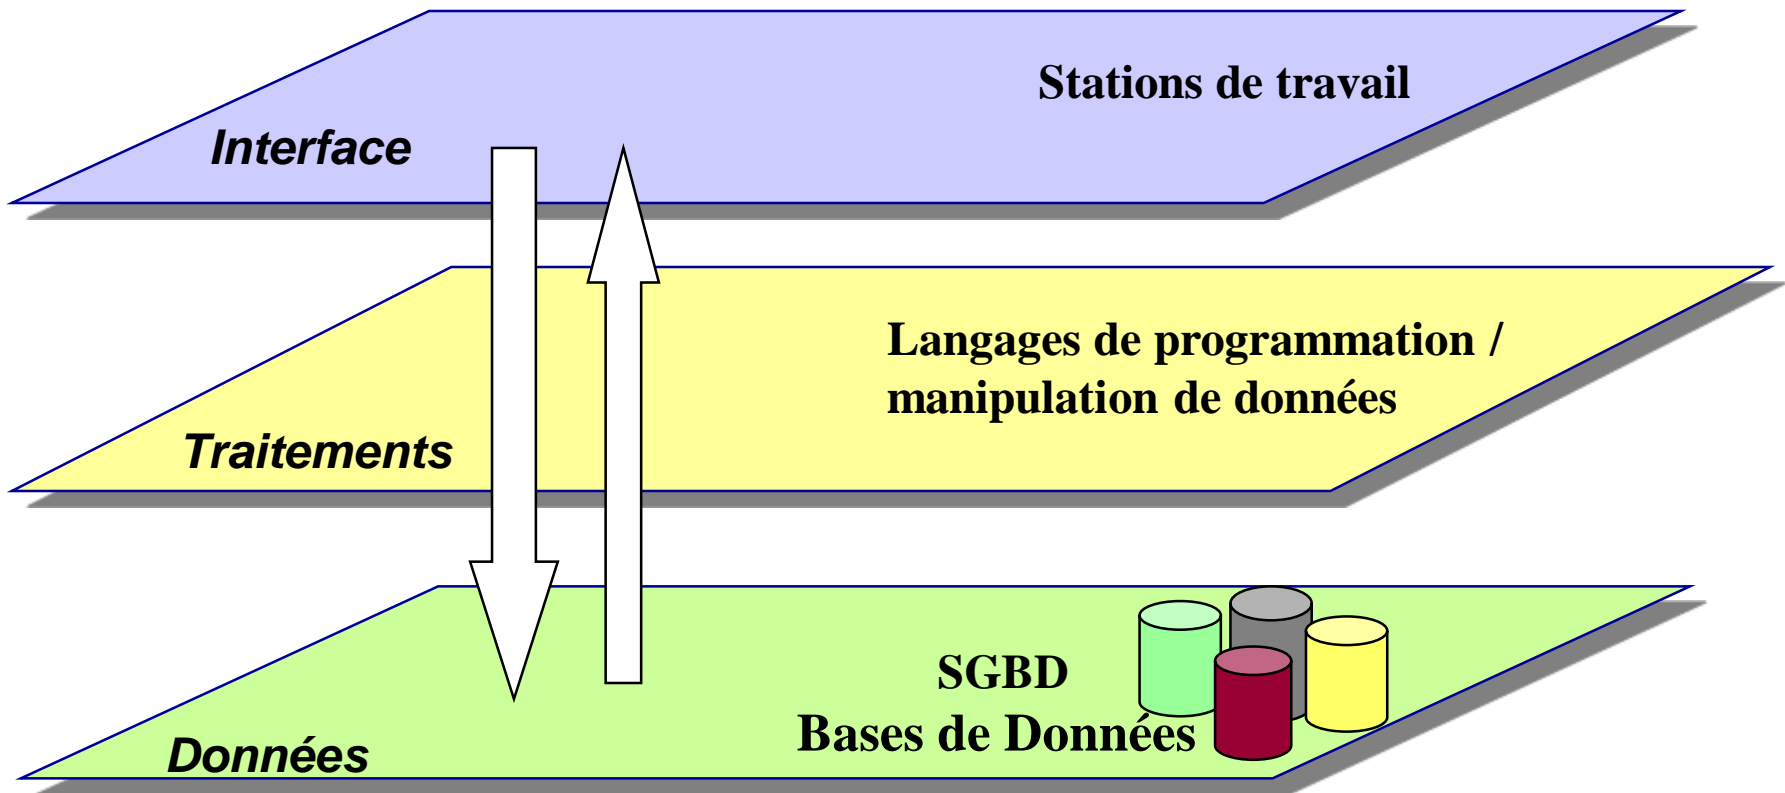 Stations de travail
Interface
Langages de programmation /
manipulation de données
Traitements
SGBD
Bases de Données
Données